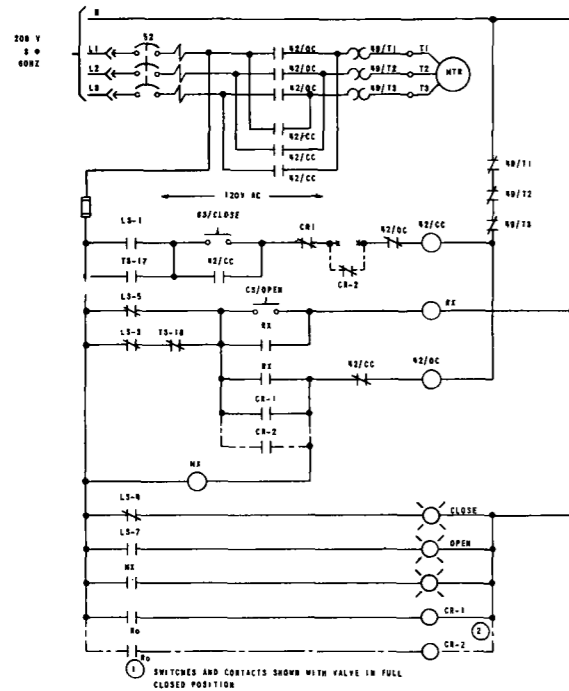 N
208 V
3 Φ
60HZ
L1 52 42/OC 49/T1 T1
L2 42/OC 49/T2 T2 MTR
L3 42/OC 49/T3 T3
42/CC
42/CC
42/CC
49/T1
49/T2
49/T3
120V AC
CS/CLOSE
LS-1 CR1 42/OC 42/CC
TS-17 42/CC CR-2
LS-5 CS/OPEN RX
LS-3 TS-18 RX
RX 42/CC 42/OC
CR-1
CR-2
MX
LS-4 CLOSE
LS-7 OPEN
MX
Ro CR-1
2
Ro CR-2
1 SWITCHES AND CONTACTS SHOWN WITH VALVE IN FULL
CLOSED POSITION